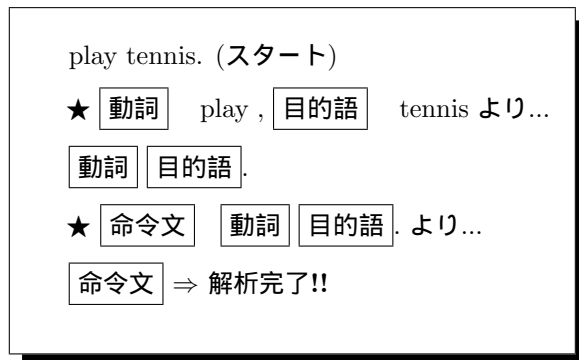 play tennis. (スタート)
★ 動詞 play , 目的語 tennis より...
動詞 目的語.
★ 命令文 動詞 目的語. より...
命令文 ⇒ 解析完了!!